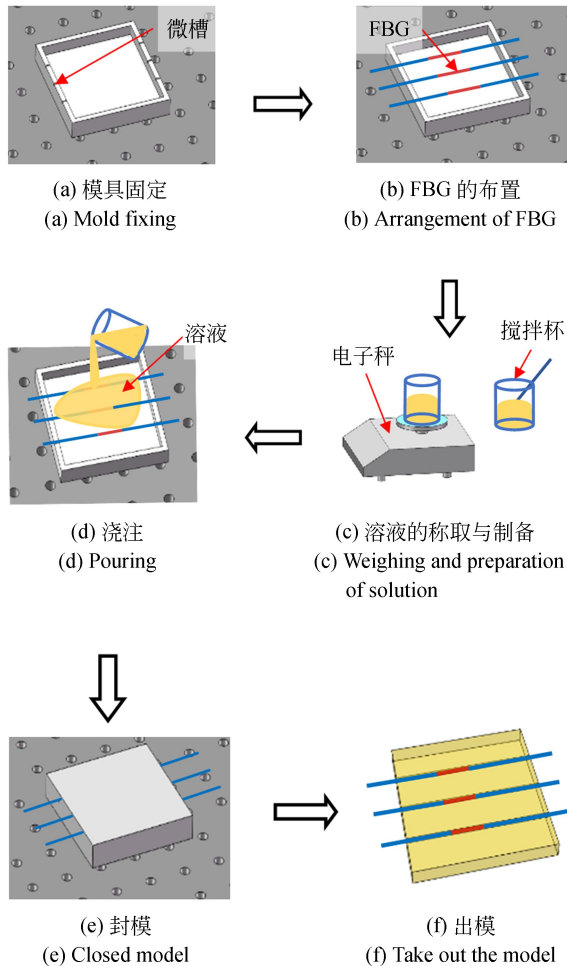 微槽
FBG
(a) 模具固定
(a) Mold fixing
(b) FBG 的布置
(b) Arrangement of FBG
溶液
电子秤
搅拌杯
(d) 浇注
(d) Pouring
(c) 溶液的称取与制备
(c) Weighing and preparation
of solution
(e) 封模
(e) Closed model
(f) 出模
(f) Take out the model